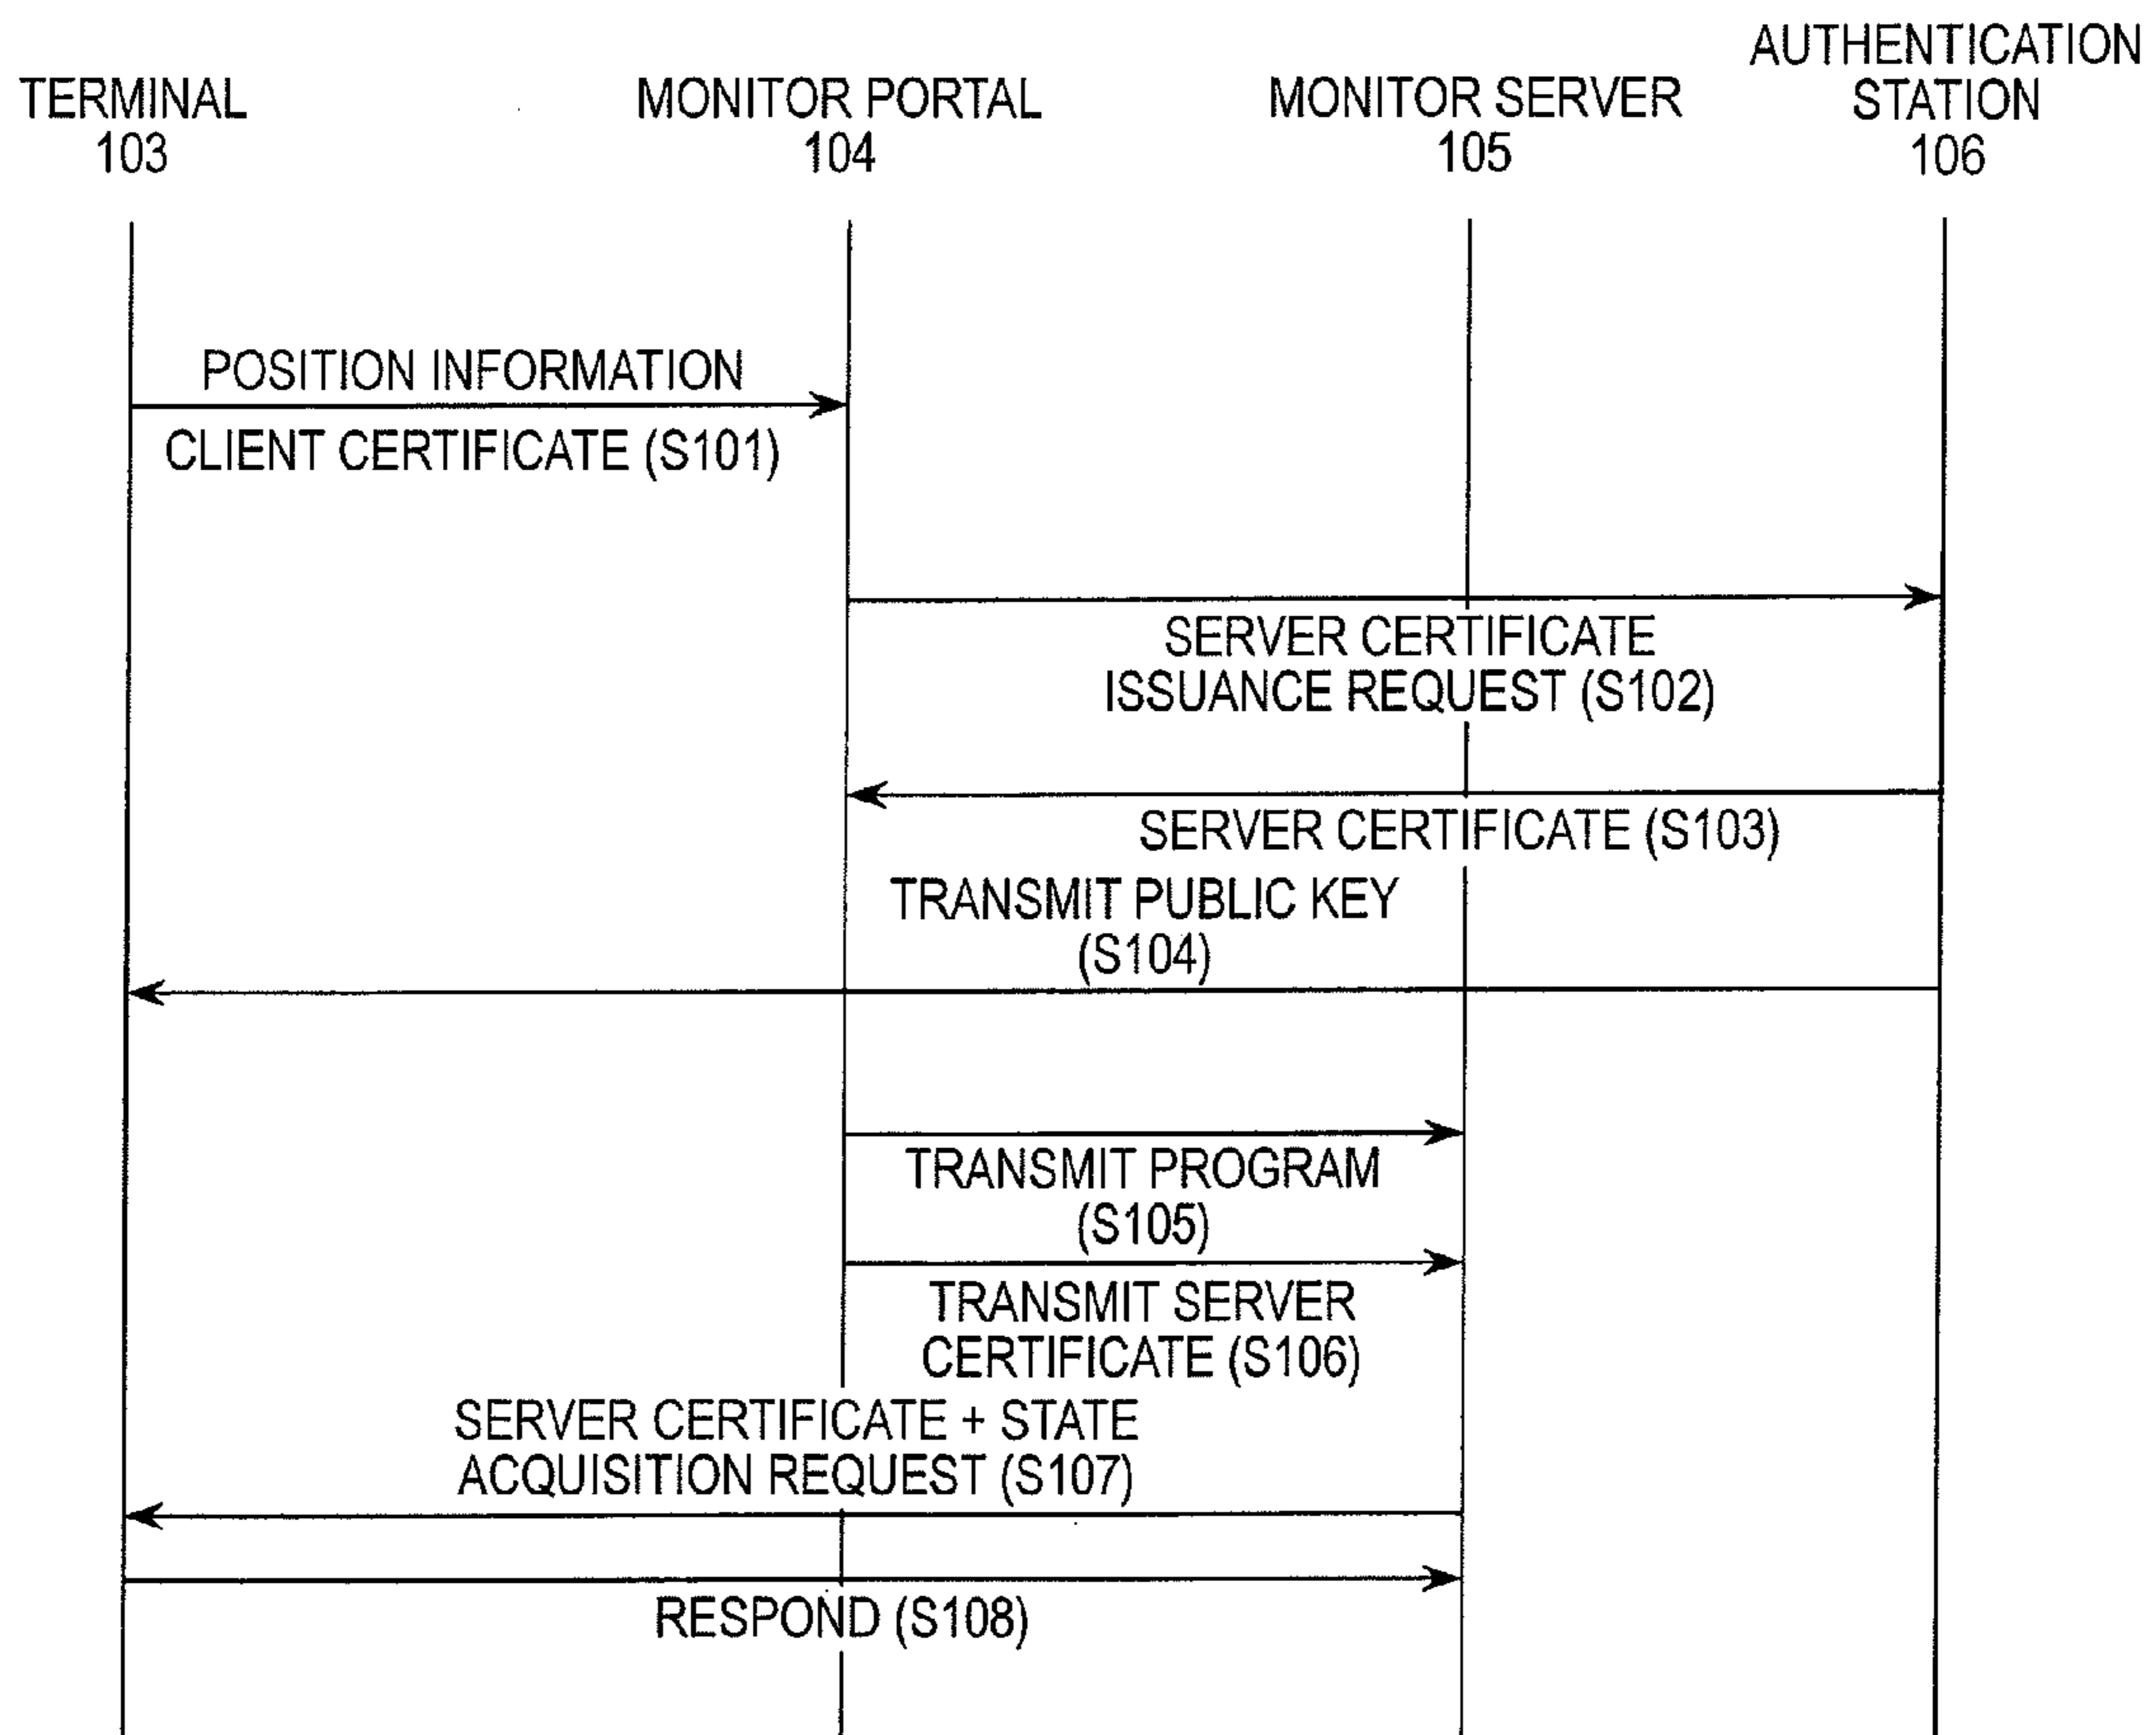 TERMINAL
103
MONITOR PORTAL
104
MONITOR SERVER
105
AUTHENTICATION
STATION
106
POSITION INFORMATION
CLIENT CERTIFICATE (S101)
SERVER CERTIFICATE
ISSUANCE REQUEST (S102)
SERVER CERTIFICATE (S103)
TRANSMIT PUBLIC KEY
(S104)
TRANSMIT PROGRAM
(S105)
TRANSMIT SERVER
CERTIFICATE (S106)
SERVER CERTIFICATE + STATE
ACQUISITION REQUEST (S107)
RESPOND (S108)